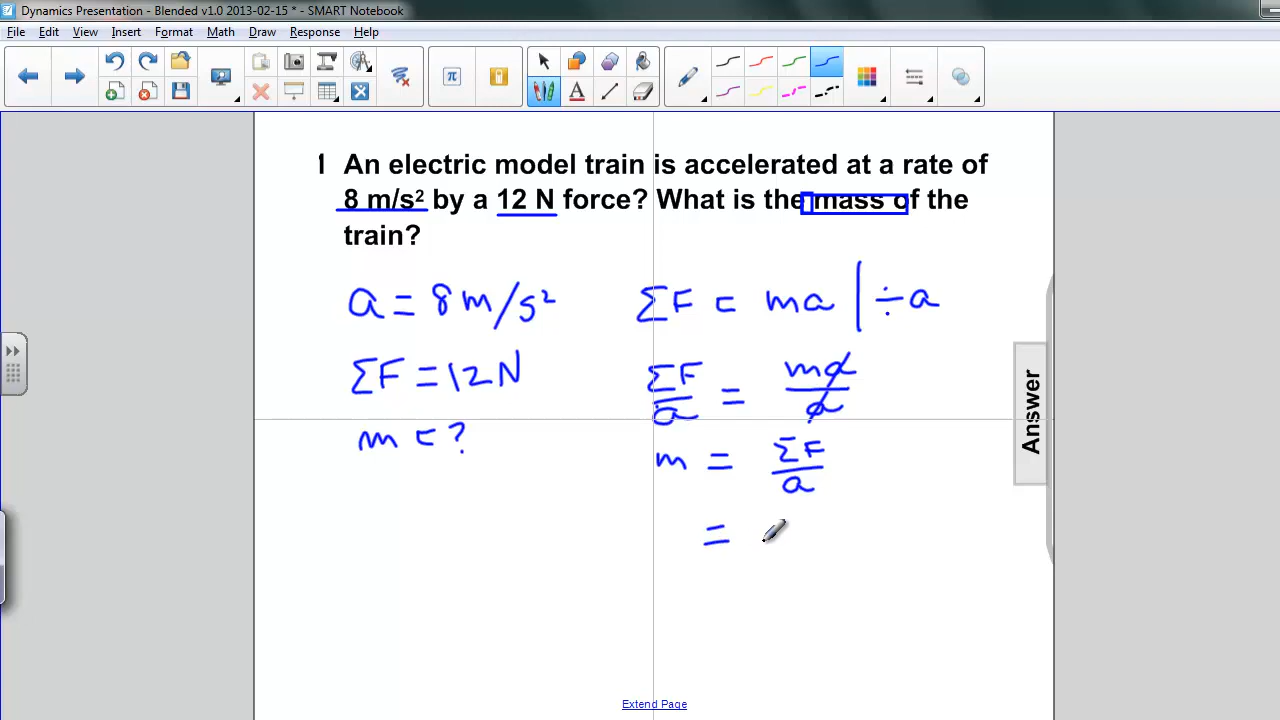 Dynamics Presentation - Blended v1.0 2013-02-15 * - SMART Notebook
File Edit View Insert Format Math Draw Response Help
1 An electric model train is accelerated at a rate of
8 m/s² by a 12 N force? What is the mass of the
train?
a = 8 m/s²
ΣF = 12 N
m = ?
ΣF = ma | ÷ a
ΣF/a = ma/a
m = ΣF/a
=
Answer
Extend Page